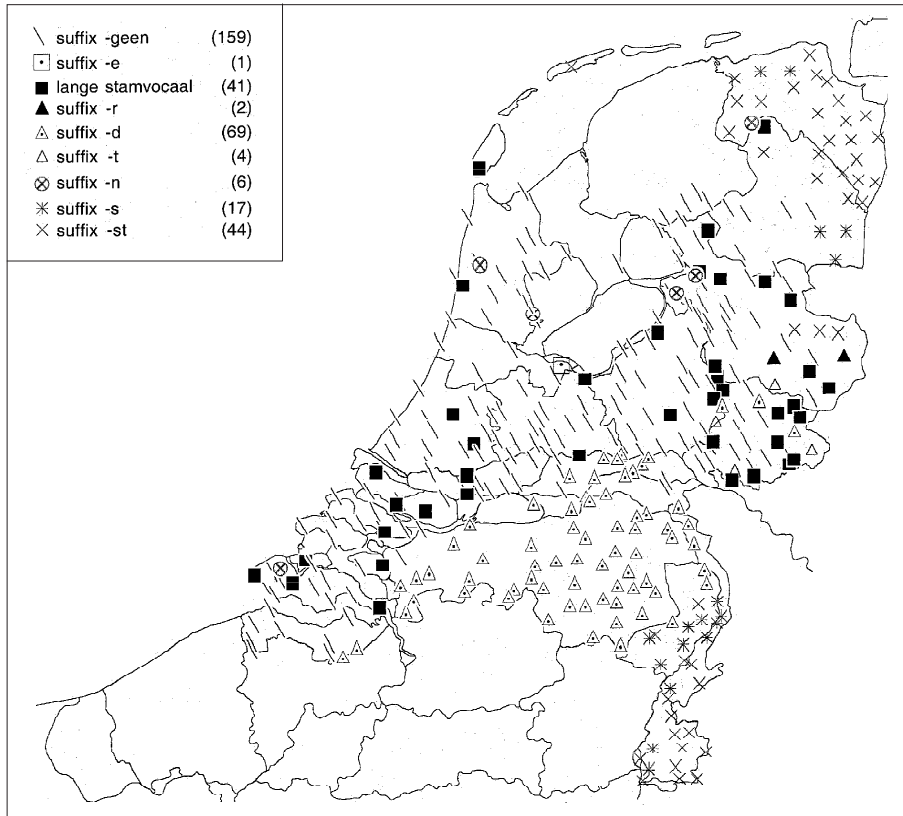 suffix -geen (159)
suffix -e (1)
lange stamvocaal (41)
suffix -r (2)
suffix -d (69)
suffix -t (4)
suffix -n (6)
suffix -s (17)
suffix -st (44)